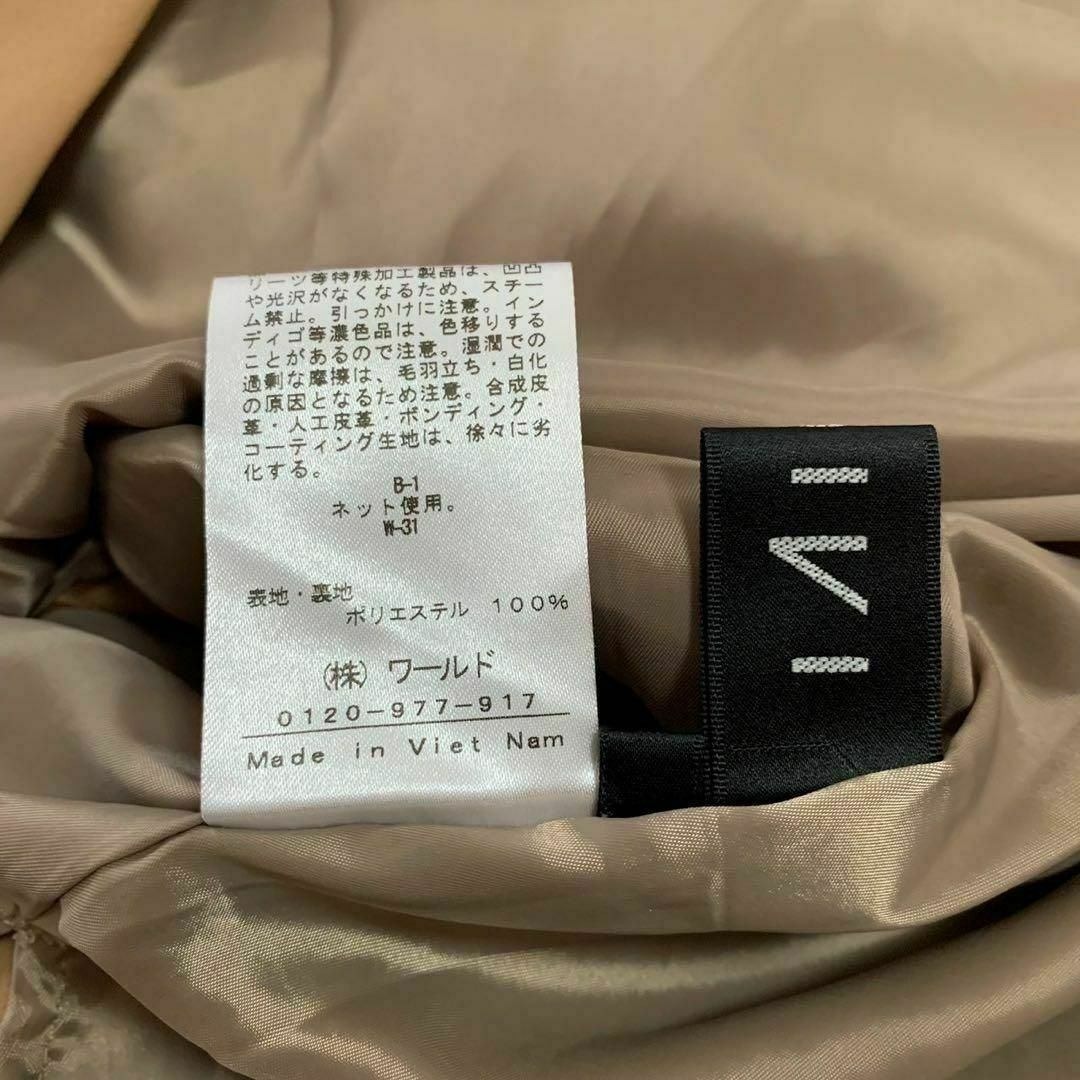 リーツ等特殊加工製品は、凹凸
や光沢がなくなるため、スチー
ム禁止。引っかけに注意。イン
ディゴ等濃色品は、色移りする
ことがあるので注意。湿潤での
過剰な摩擦は、毛羽立ち・白化
の原因となるため注意。合成皮
革・人工皮革・ボンディング・
コーティング生地は、徐々に劣
化する。
B-1
ネット使用。
W-31
表地・裏地
ポリエステル 100%
(株) ワールド
0120-977-917
Made in Viet Nam